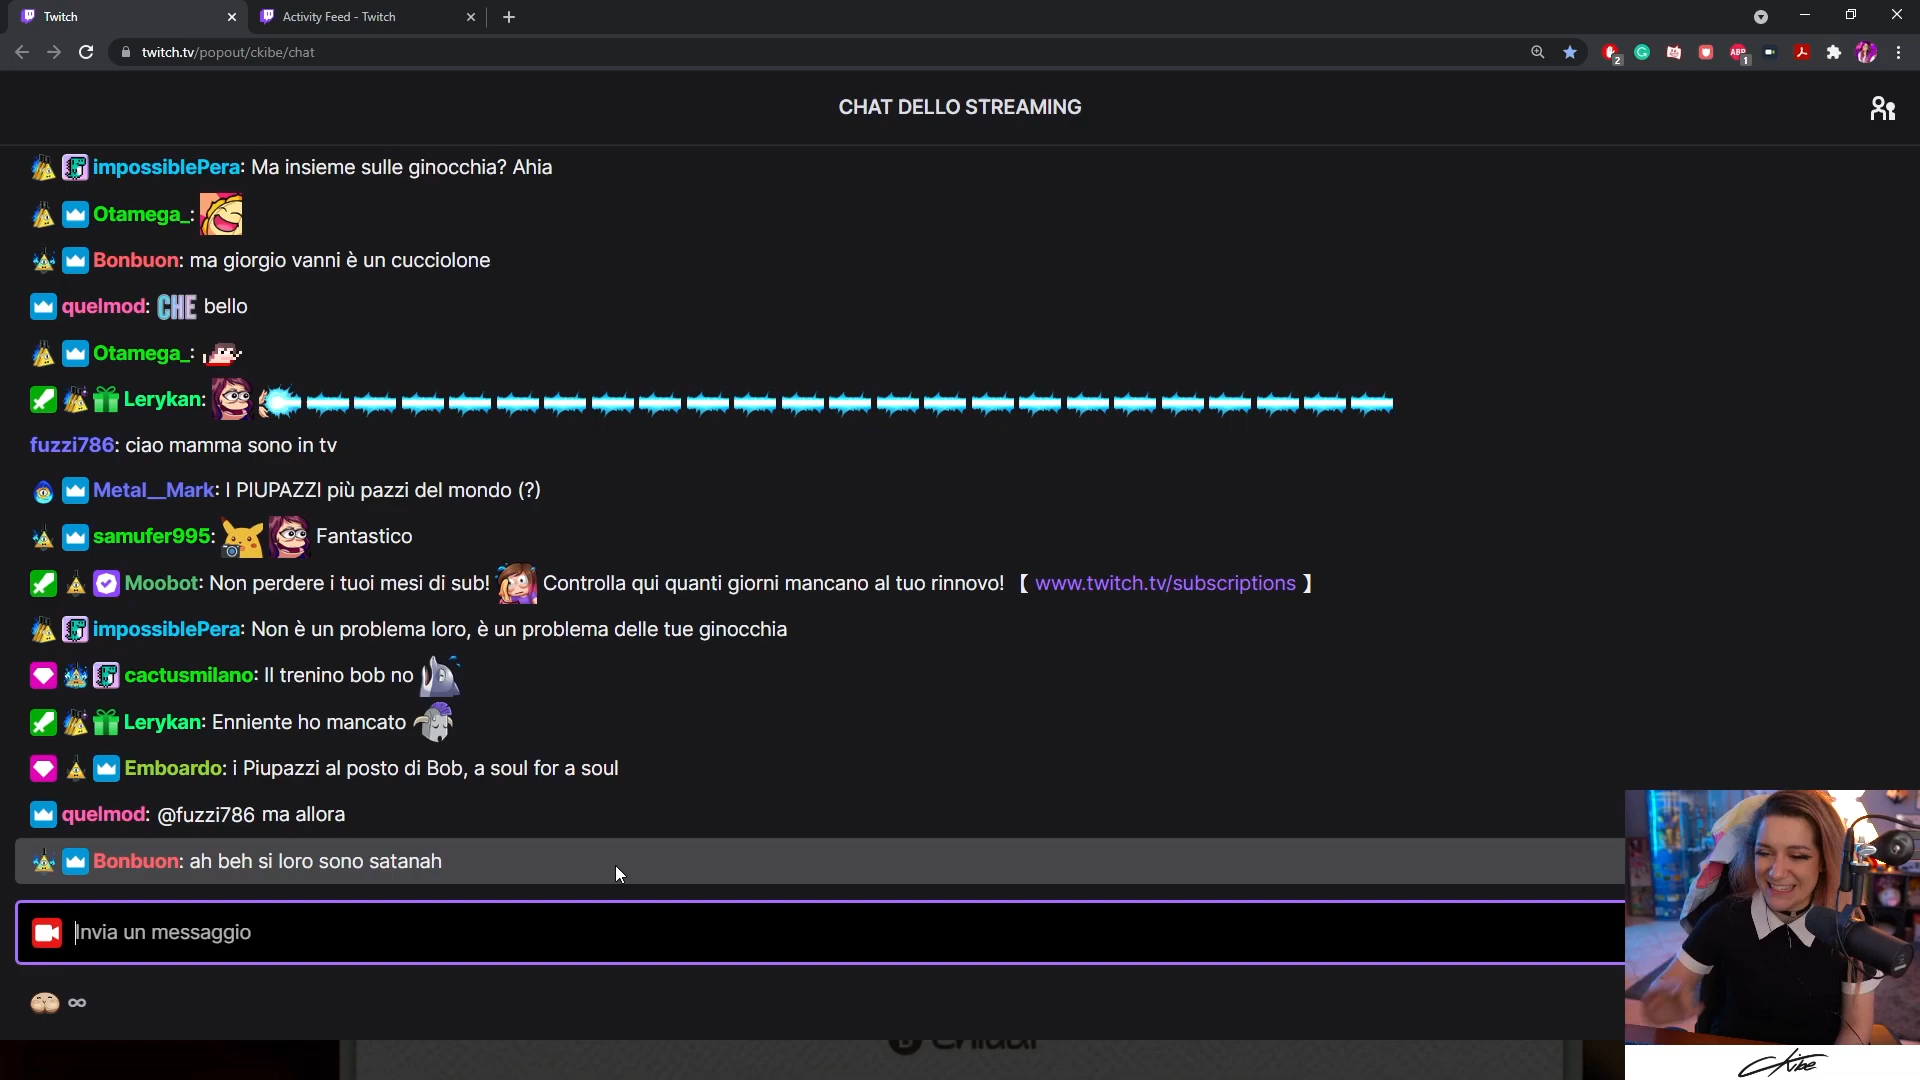 Twitch
Activity Feed - Twitch
twitch.tv/popout/ckibe/chat
2
ABP
1
CHAT DELLO STREAMING
impossiblePera: Ma insieme sulle ginocchia? Ahia
Otamega_:
Bonbuon: ma giorgio vanni è un cucciolone
quelmod: CHE bello
Otamega_:
Lerykan:
fuzzi786: ciao mamma sono in tv
Metal__Mark: I PIUPAZZI più pazzi del mondo (?)
samufer995: Fantastico
Moobot: Non perdere i tuoi mesi di sub! Controlla qui quanti giorni mancano al tuo rinnovo! 【 www.twitch.tv/subscriptions 】
impossiblePera: Non è un problema loro, è un problema delle tue ginocchia
cactusmilano: Il trenino bob no
Lerykan: Enniente ho mancato
Emboardo: i Piupazzi al posto di Bob, a soul for a soul
quelmod: @fuzzi786 ma allora
Bonbuon: ah beh si loro sono satanah
Invia un messaggio
∞
Ckibe